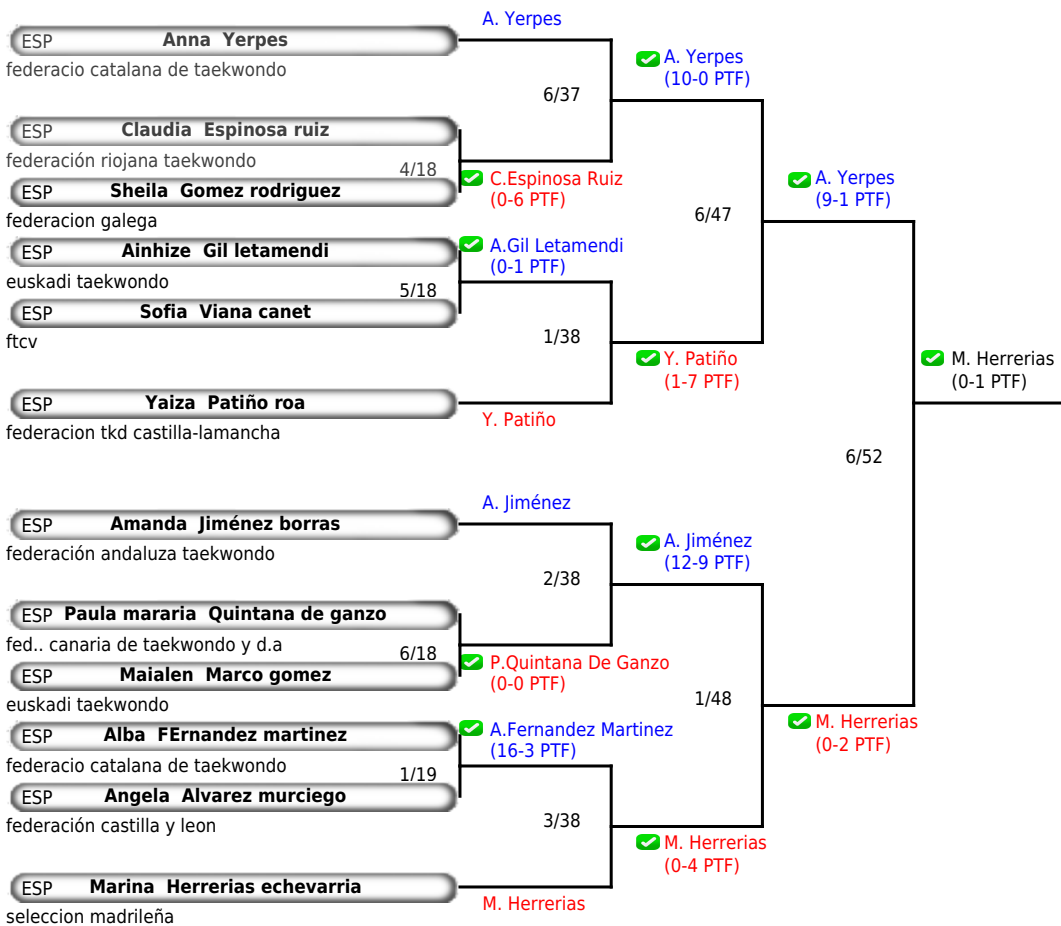 A. Yerpes
ESP Anna Yerpes
federacio catalana de taekwondo
A. Yerpes
(10-0 PTF)
6/37
ESP Claudia Espinosa ruiz
federación riojana taekwondo
4/18
C.Espinosa Ruiz
(0-6 PTF)
A. Yerpes
(9-1 PTF)
ESP Sheila Gomez rodriguez
federacion galega
6/47
ESP Ainhize Gil letamendi
A.Gil Letamendi
(0-1 PTF)
euskadi taekwondo
5/18
ESP Sofia Viana canet
ftcv
1/38
Y. Patiño
(1-7 PTF)
M. Herrerias
(0-1 PTF)
ESP Yaiza Patiño roa
Y. Patiño
federacion tkd castilla-lamancha
6/52
A. Jiménez
ESP Amanda Jiménez borras
federación andaluza taekwondo
A. Jiménez
(12-9 PTF)
2/38
ESP Paula mararia Quintana de ganzo
fed.. canaria de taekwondo y d.a
6/18
P.Quintana De Ganzo
(0-0 PTF)
ESP Maialen Marco gomez
euskadi taekwondo
1/48
ESP Alba FErnandez martinez
A.Fernandez Martinez
(16-3 PTF)
M. Herrerias
(0-2 PTF)
federacio catalana de taekwondo
1/19
ESP Angela Alvarez murciego
federación castilla y leon
3/38
M. Herrerias
(0-4 PTF)
ESP Marina Herrerias echevarria
M. Herrerias
seleccion madrileña